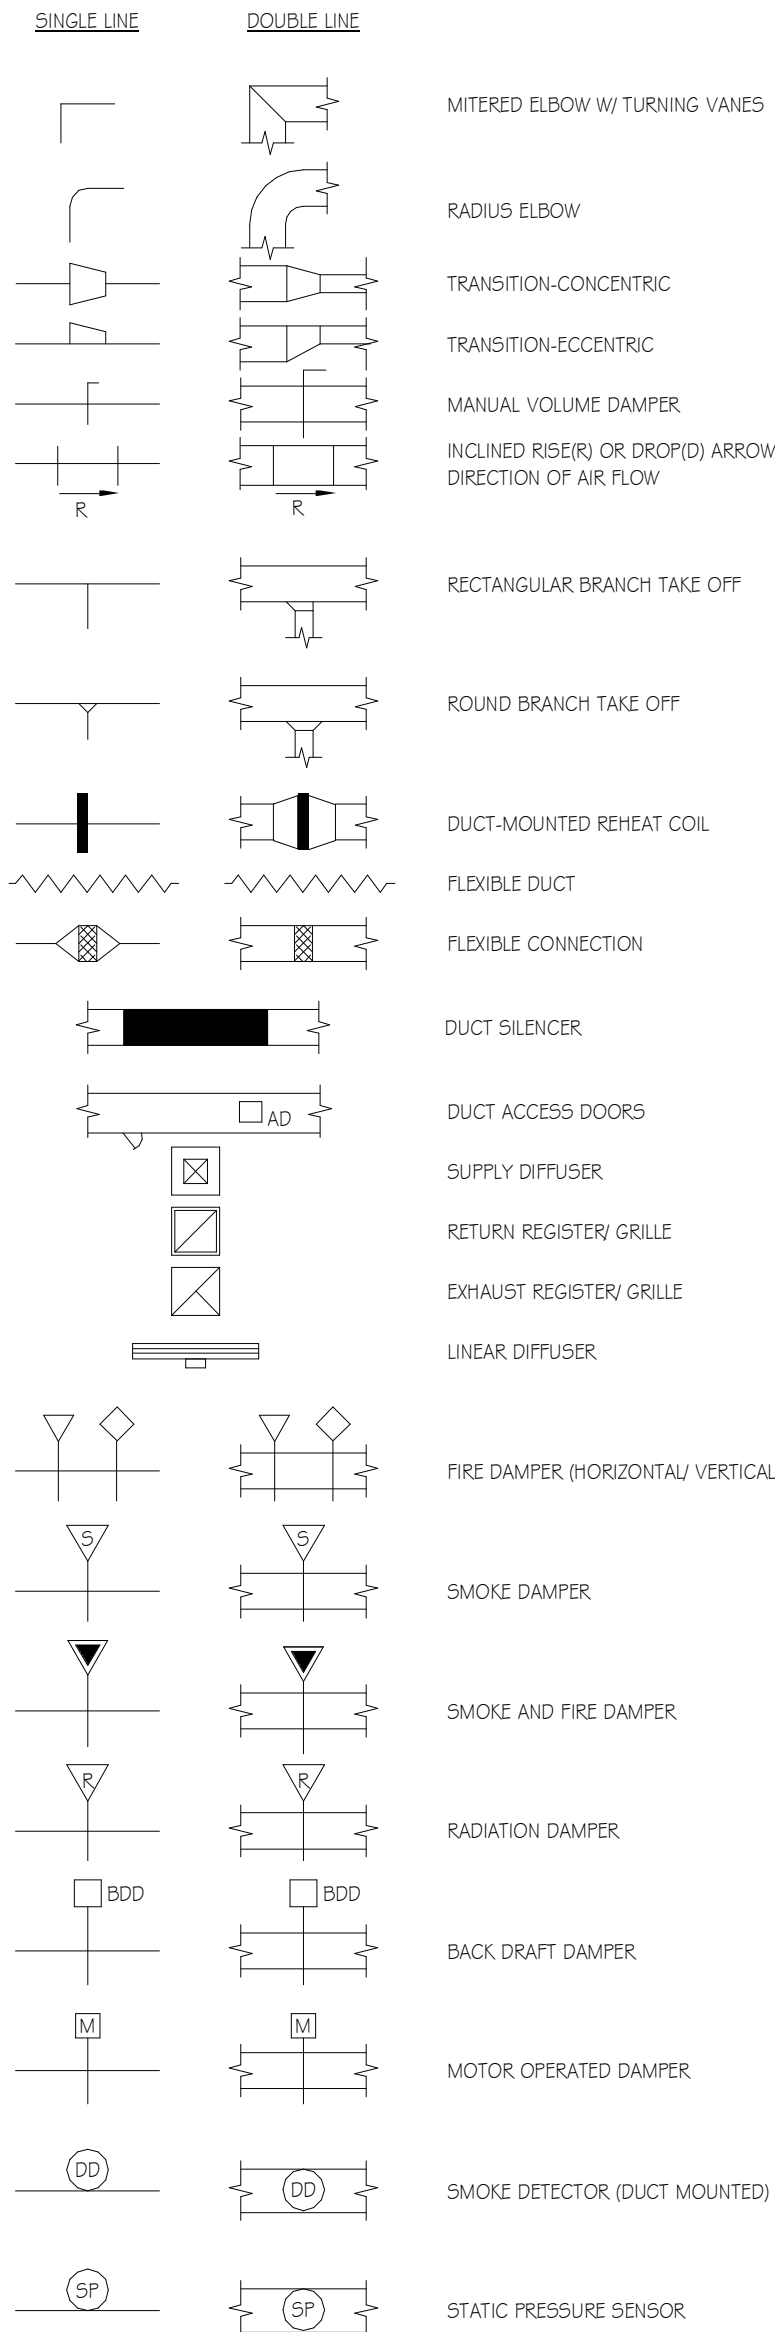 SINGLE LINE DOUBLE LINE
MITERED ELBOW W/ TURNING VANES
RADIUS ELBOW
TRANSITION-CONCENTRIC
TRANSITION-ECCENTRIC
MANUAL VOLUME DAMPER
INCLINED RISE(R) OR DROP(D) ARROW
DIRECTION OF AIR FLOW
R R
RECTANGULAR BRANCH TAKE OFF
ROUND BRANCH TAKE OFF
DUCT-MOUNTED REHEAT COIL
FLEXIBLE DUCT
FLEXIBLE CONNECTION
DUCT SILENCER
AD DUCT ACCESS DOORS
SUPPLY DIFFUSER
RETURN REGISTER/ GRILLE
EXHAUST REGISTER/ GRILLE
LINEAR DIFFUSER
FIRE DAMPER (HORIZONTAL/ VERTICAL
S S
SMOKE DAMPER
SMOKE AND FIRE DAMPER
R R
RADIATION DAMPER
BDD BDD
BACK DRAFT DAMPER
M M
MOTOR OPERATED DAMPER
DD DD SMOKE DETECTOR (DUCT MOUNTED)
SP SP STATIC PRESSURE SENSOR